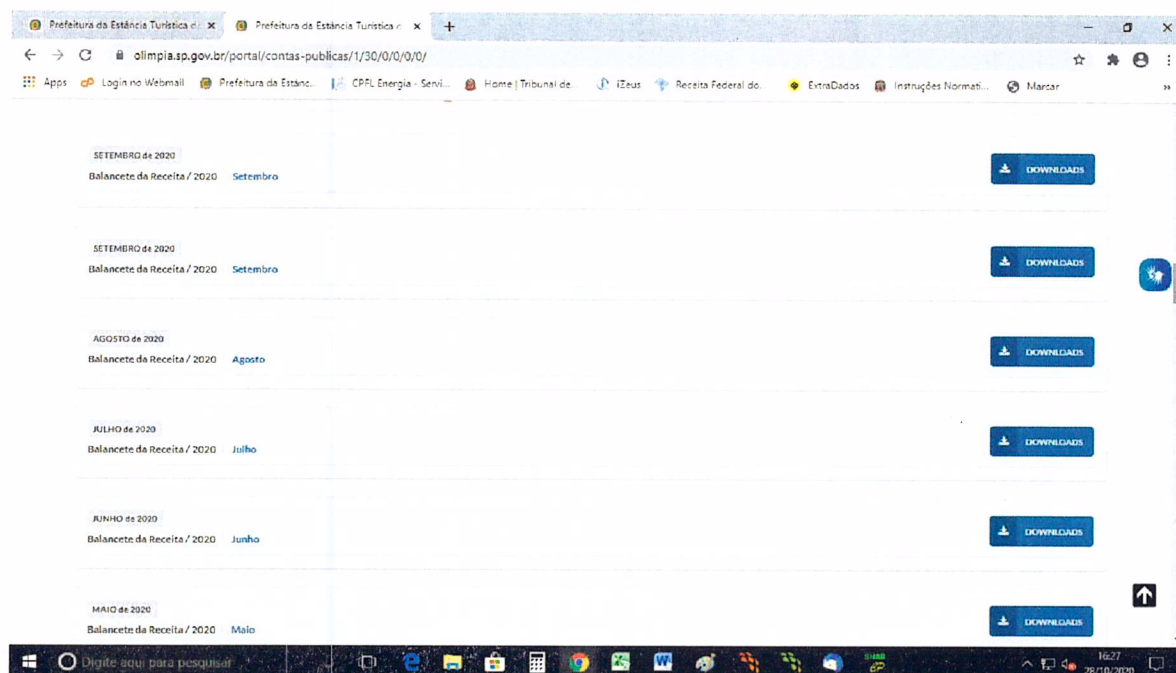 Prefeitura da Estância Turística d
Prefeitura da Estância Turística c
olimpia.sp.gov.br/portal/contas-publicas/1/30/0/0/0/0/
Apps Login no Webmail Prefeitura da Estânc... CPFL Energia - Servi... Home | Tribunal de... iZeus Receita Federal do... ExtraDados Instruções Normati... Marcar »
SETEMBRO de 2020
Balancete da Receita / 2020 Setembro DOWNLOADS
SETEMBRO de 2020
Balancete da Receita / 2020 Setembro DOWNLOADS
AGOSTO de 2020
Balancete da Receita / 2020 Agosto DOWNLOADS
JULHO de 2020
Balancete da Receita / 2020 Julho DOWNLOADS
JUNHO de 2020
Balancete da Receita / 2020 Junho DOWNLOADS
MAIO de 2020
Balancete da Receita / 2020 Maio DOWNLOADS
Digite aqui para pesquisar
16:27
28/10/2020